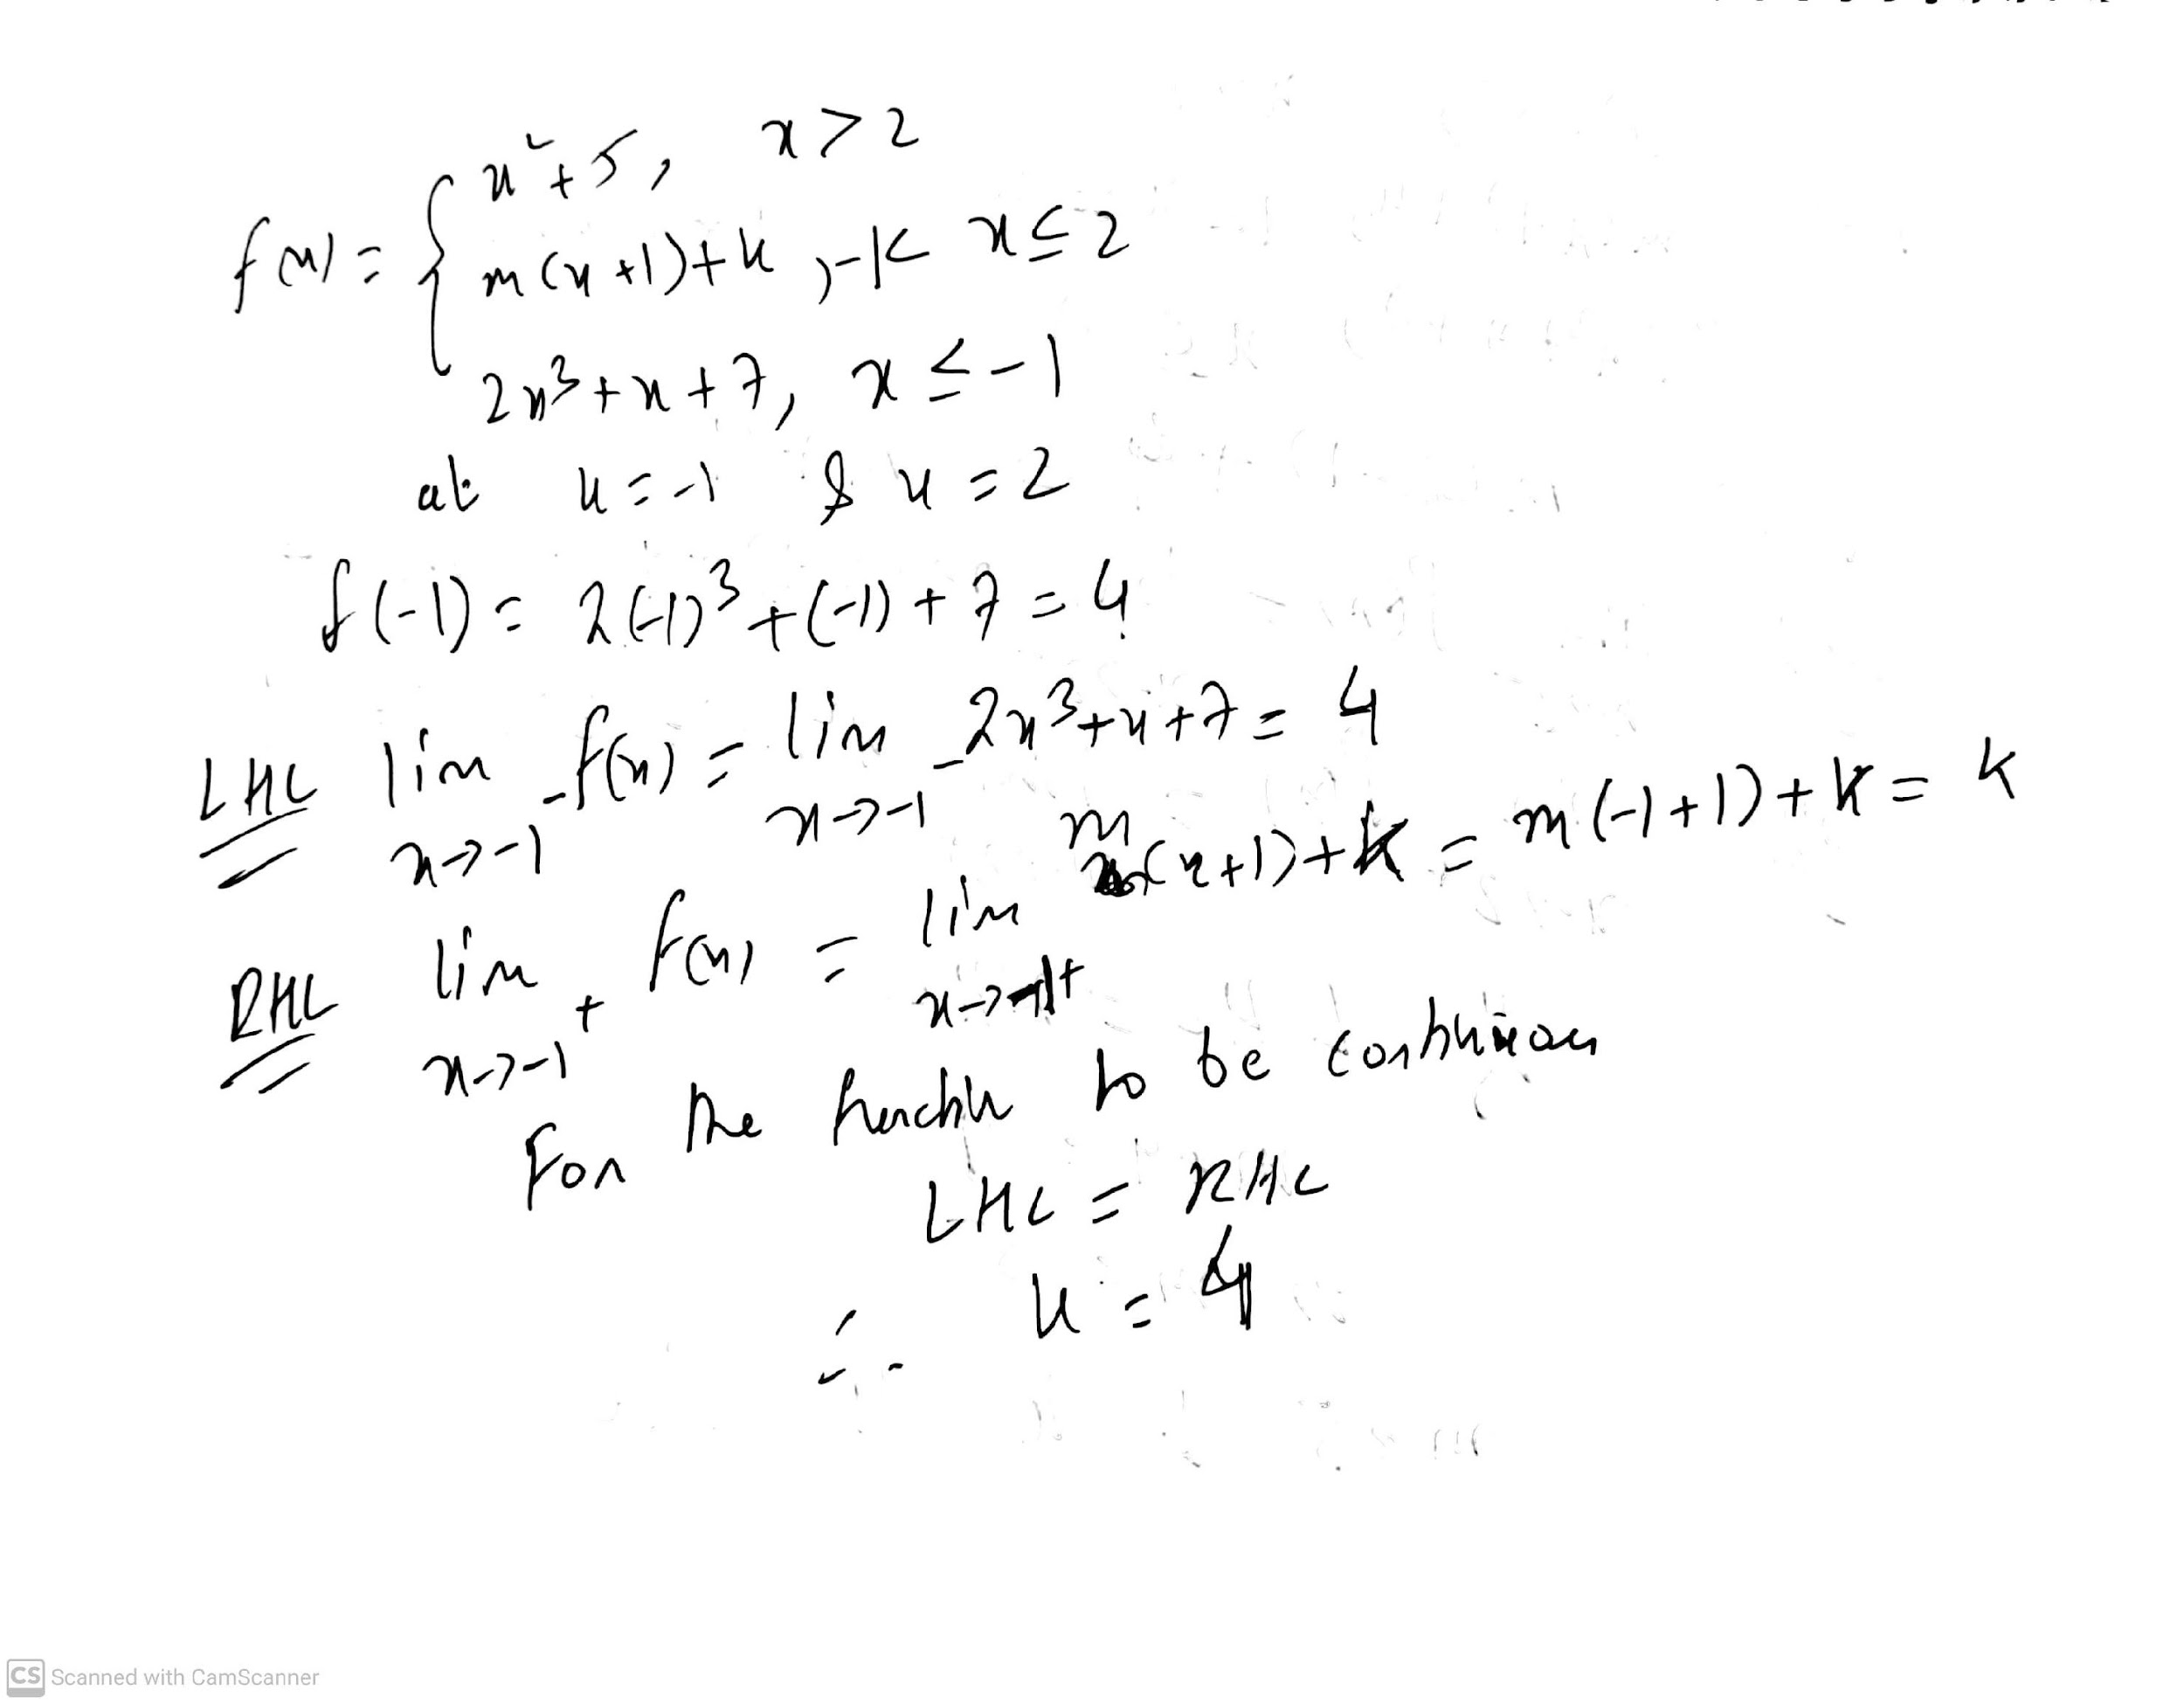 f(x) = { x²+5, x>2
m(x+1)+k, -1< x≤2
2x³+x+7, x≤-1
at x=-1 & x=2
f(-1) = 2(-1)³+(-1)+7 = 4
LHL lim x→-1⁻ f(x) = lim x→-1⁻ 2x³+x+7 = 4
RHL lim x→-1⁺ f(x) = lim x→-1⁺ m(x+1)+k = m(-1+1)+k = k
For the function to be continuous
LHL = RHL
∴ k = 4
CS Scanned with CamScanner